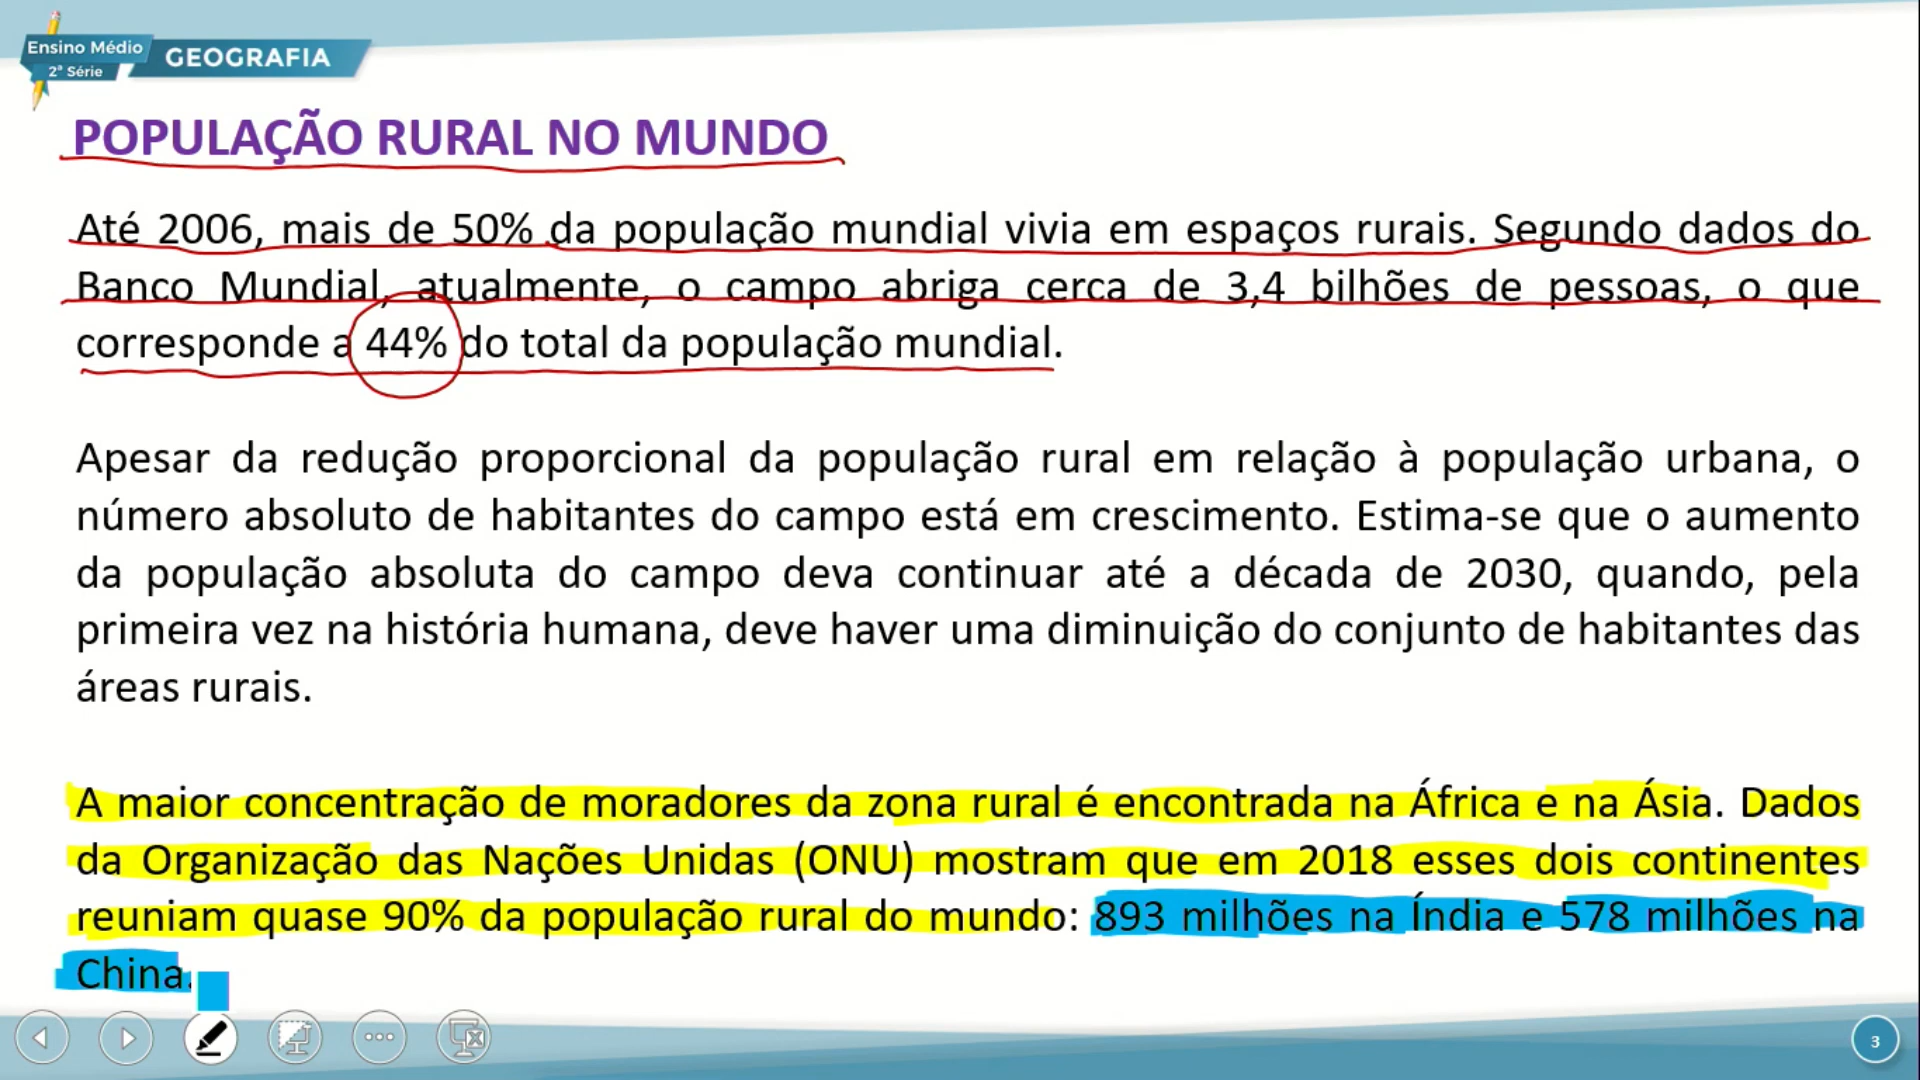 Ensino Médio
2ª Série
GEOGRAFIA
POPULAÇÃO RURAL NO MUNDO
Até 2006, mais de 50% da população mundial vivia em espaços rurais. Segundo dados do
Banco Mundial, atualmente, o campo abriga cerca de 3,4 bilhões de pessoas, o que
corresponde a 44% do total da população mundial.
Apesar da redução proporcional da população rural em relação à população urbana, o
número absoluto de habitantes do campo está em crescimento. Estima-se que o aumento
da população absoluta do campo deva continuar até a década de 2030, quando, pela
primeira vez na história humana, deve haver uma diminuição do conjunto de habitantes das
áreas rurais.
A maior concentração de moradores da zona rural é encontrada na África e na Ásia. Dados
da Organização das Nações Unidas (ONU) mostram que em 2018 esses dois continentes
reuniam quase 90% da população rural do mundo: 893 milhões na Índia e 578 milhões na
China.
3